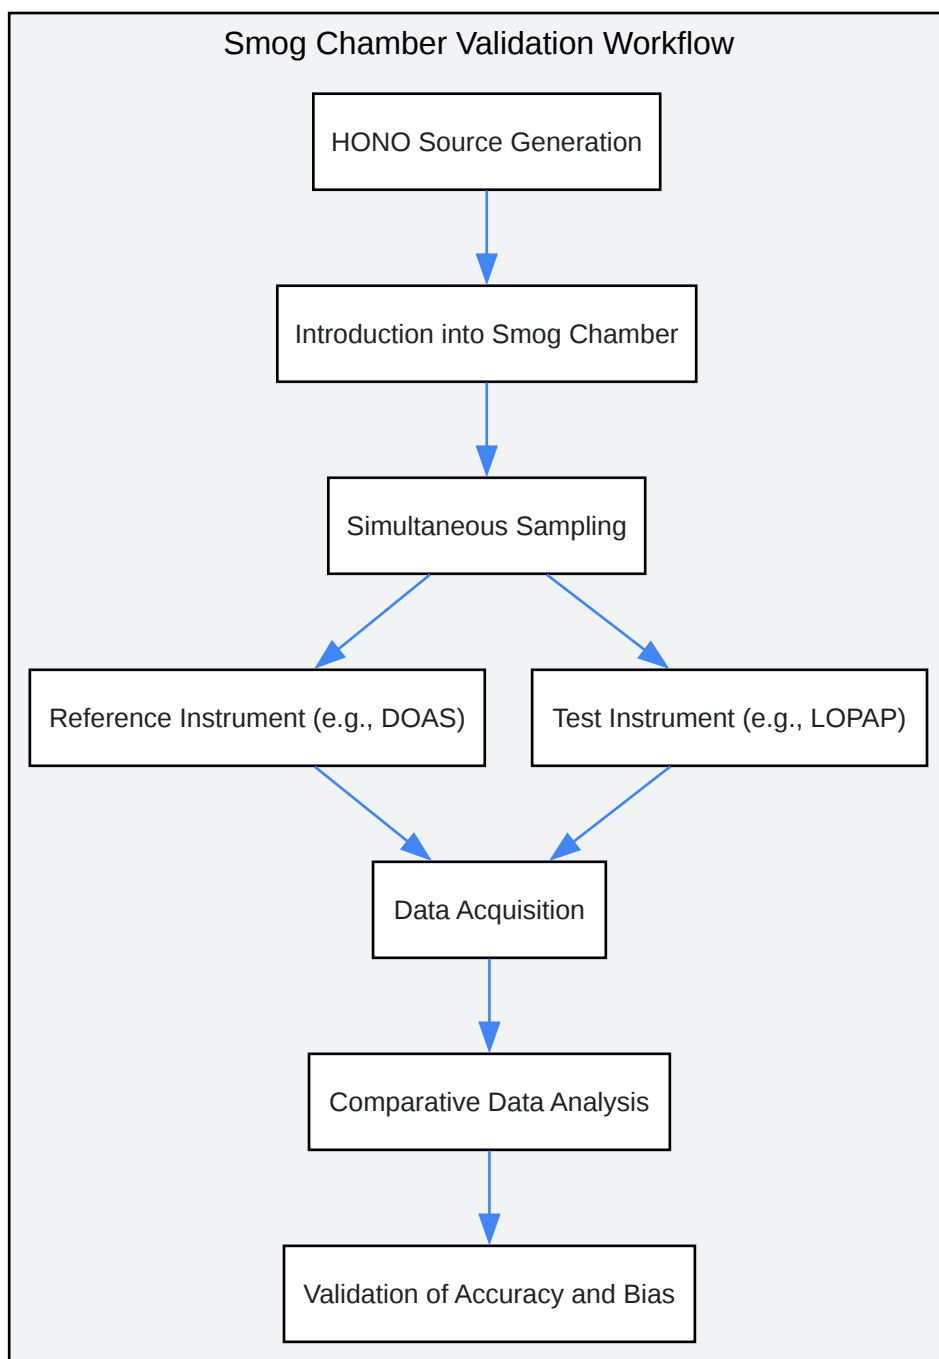 Smog Chamber Validation Workflow
HONO Source Generation
Introduction into Smog Chamber
Simultaneous Sampling
Reference Instrument (e.g., DOAS)
Test Instrument (e.g., LOPAP)
Data Acquisition
Comparative Data Analysis
Validation of Accuracy and Bias